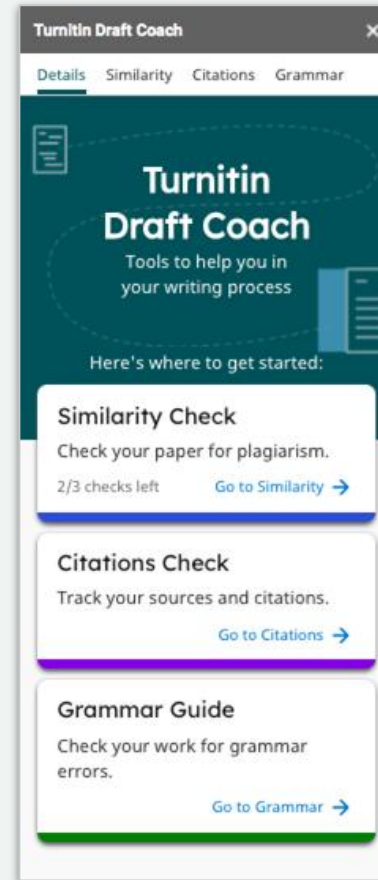 Turnitin Draft Coach ×
Details Similarity Citations Grammar
Turnitin
Draft Coach
Tools to help you in
your writing process
Here's where to get started:
Similarity Check
Check your paper for plagiarism.
2/3 checks left Go to Similarity →
Citations Check
Track your sources and citations.
Go to Citations →
Grammar Guide
Check your work for grammar
errors.
Go to Grammar →